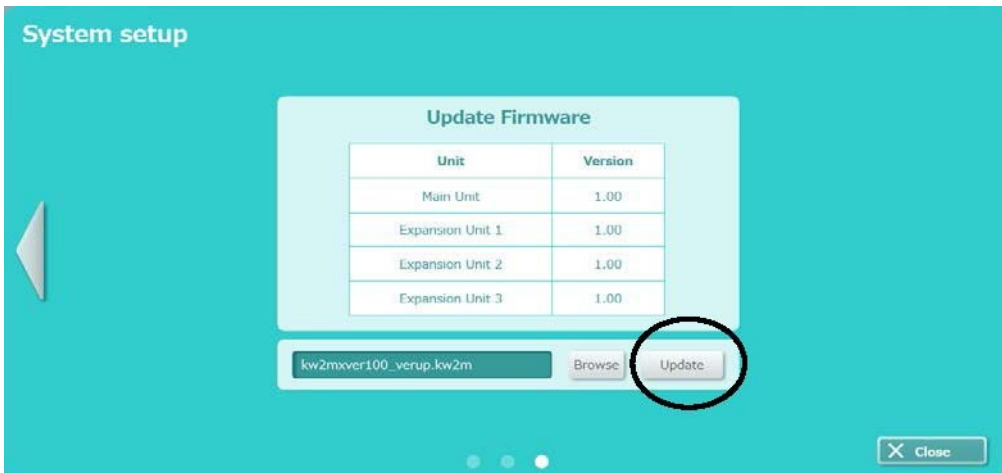 System setup
Update Firmware
Unit Version
Main Unit 1.00
Expansion Unit 1 1.00
Expansion Unit 2 1.00
Expansion Unit 3 1.00
kw2mxver100_verup.kw2m Browse Update
X Close